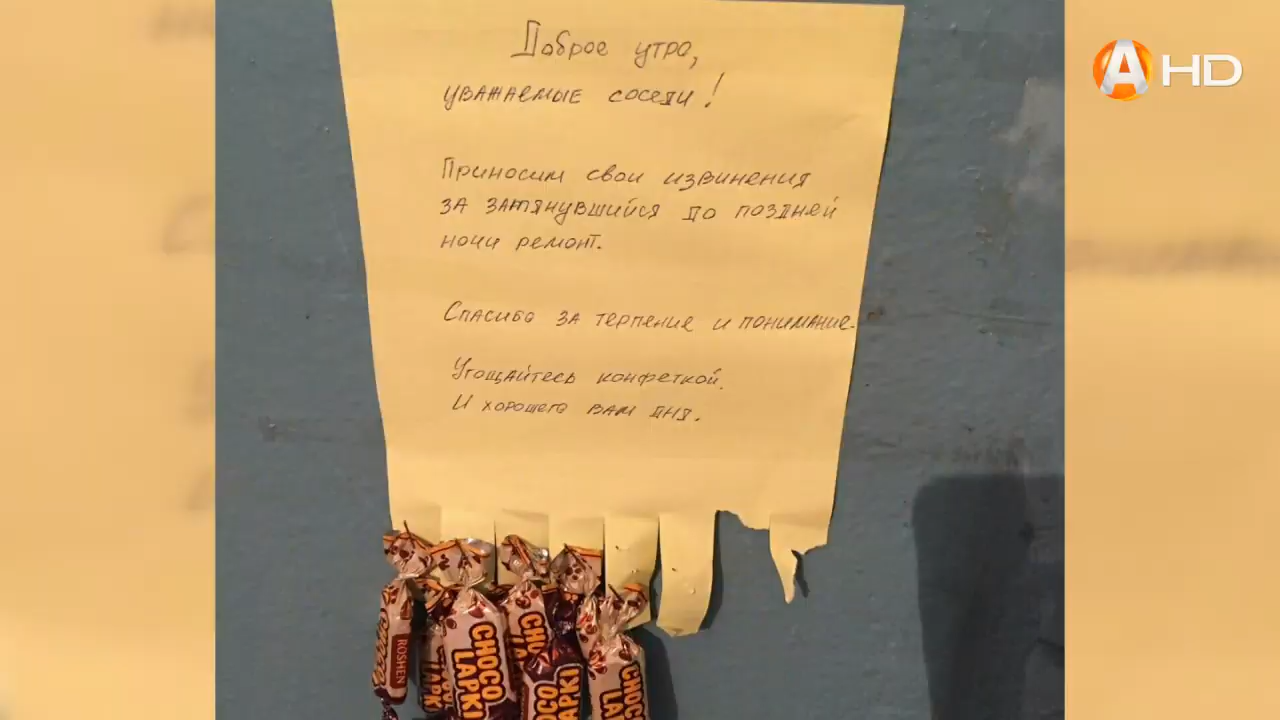 A HD
Доброе утро,
уважаемые соседи!
Приносим свои извинения
за затянувшийся до поздней
ночи ремонт.
Спасибо за терпение и понимание.
Угощайтесь конфеткой.
И хорошего вам дня.
ROSHEN
CHOCO
LAPKI
CHOCO
LAPKI
CHOCO
LAPKI